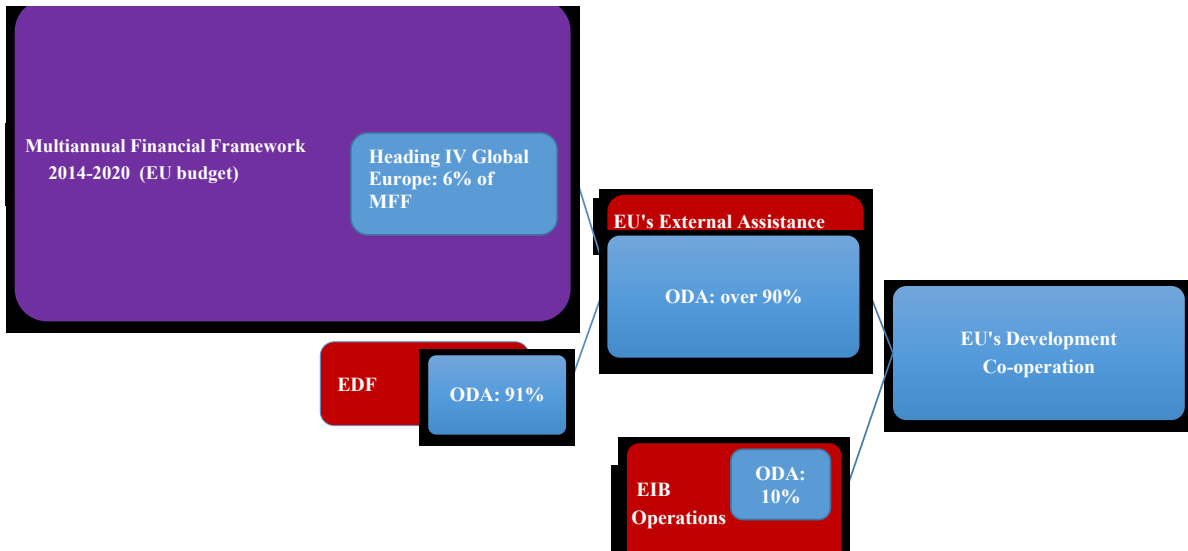 Multiannual Financial Framework
2014-2020 (EU budget)
Heading IV Global
Europe: 6% of
MFF
EU's External Assistance
ODA: over 90%
EU's Development
Co-operation
EDF
ODA: 91%
EIB
Operations
ODA:
10%